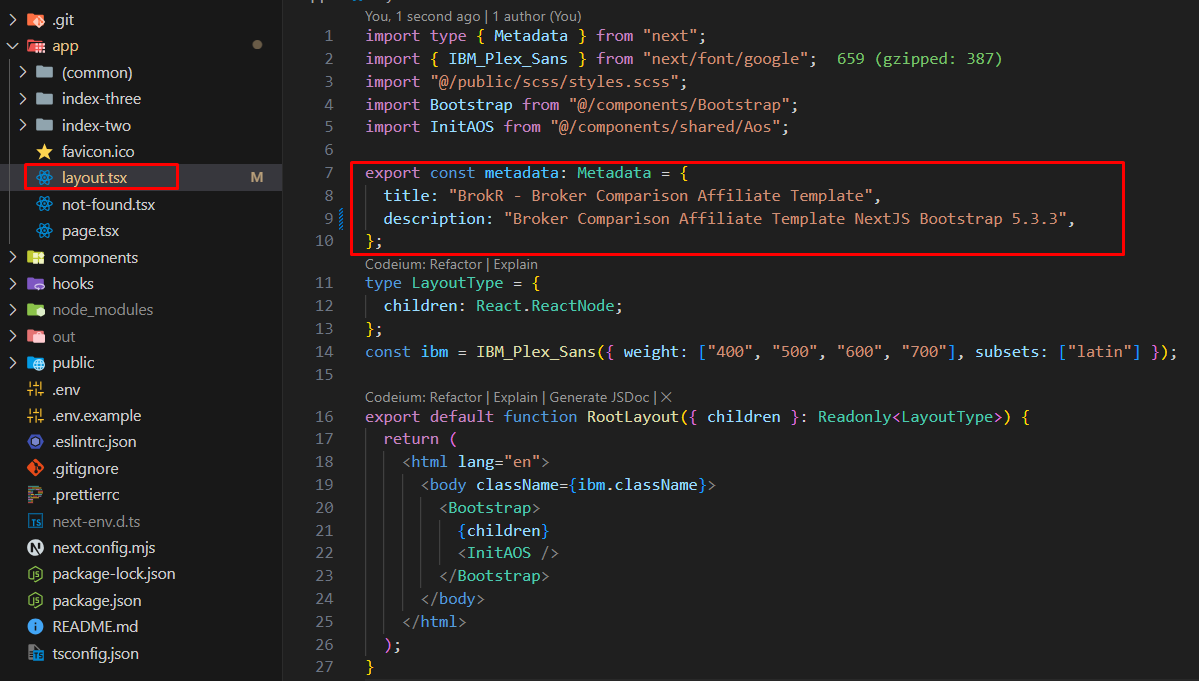 .git
app
(common)
index-three
index-two
favicon.ico
layout.tsx M
not-found.tsx
page.tsx
components
hooks
node_modules
out
public
.env
.env.example
.eslintrc.json
.gitignore
.prettierrc
next-env.d.ts
next.config.mjs
package-lock.json
package.json
README.md
tsconfig.json
You, 1 second ago | 1 author (You)
1 import type { Metadata } from "next";
2 import { IBM_Plex_Sans } from "next/font/google"; 659 (gzipped: 387)
3 import "@/public/scss/styles.scss";
4 import Bootstrap from "@/components/Bootstrap";
5 import InitAOS from "@/components/shared/Aos";
6
7 export const metadata: Metadata = {
8 title: "BrokR - Broker Comparison Affiliate Template",
9 description: "Broker Comparison Affiliate Template NextJS Bootstrap 5.3.3",
10 };
Codeium: Refactor | Explain
11 type LayoutType = {
12 children: React.ReactNode;
13 };
14 const ibm = IBM_Plex_Sans({ weight: ["400", "500", "600", "700"], subsets: ["latin"] });
15
Codeium: Refactor | Explain | Generate JSDoc | ×
16 export default function RootLayout({ children }: Readonly<LayoutType>) {
17 return (
18 <html lang="en">
19 <body className={ibm.className}>
20 <Bootstrap>
21 {children}
22 <InitAOS />
23 </Bootstrap>
24 </body>
25 </html>
26 );
27 }